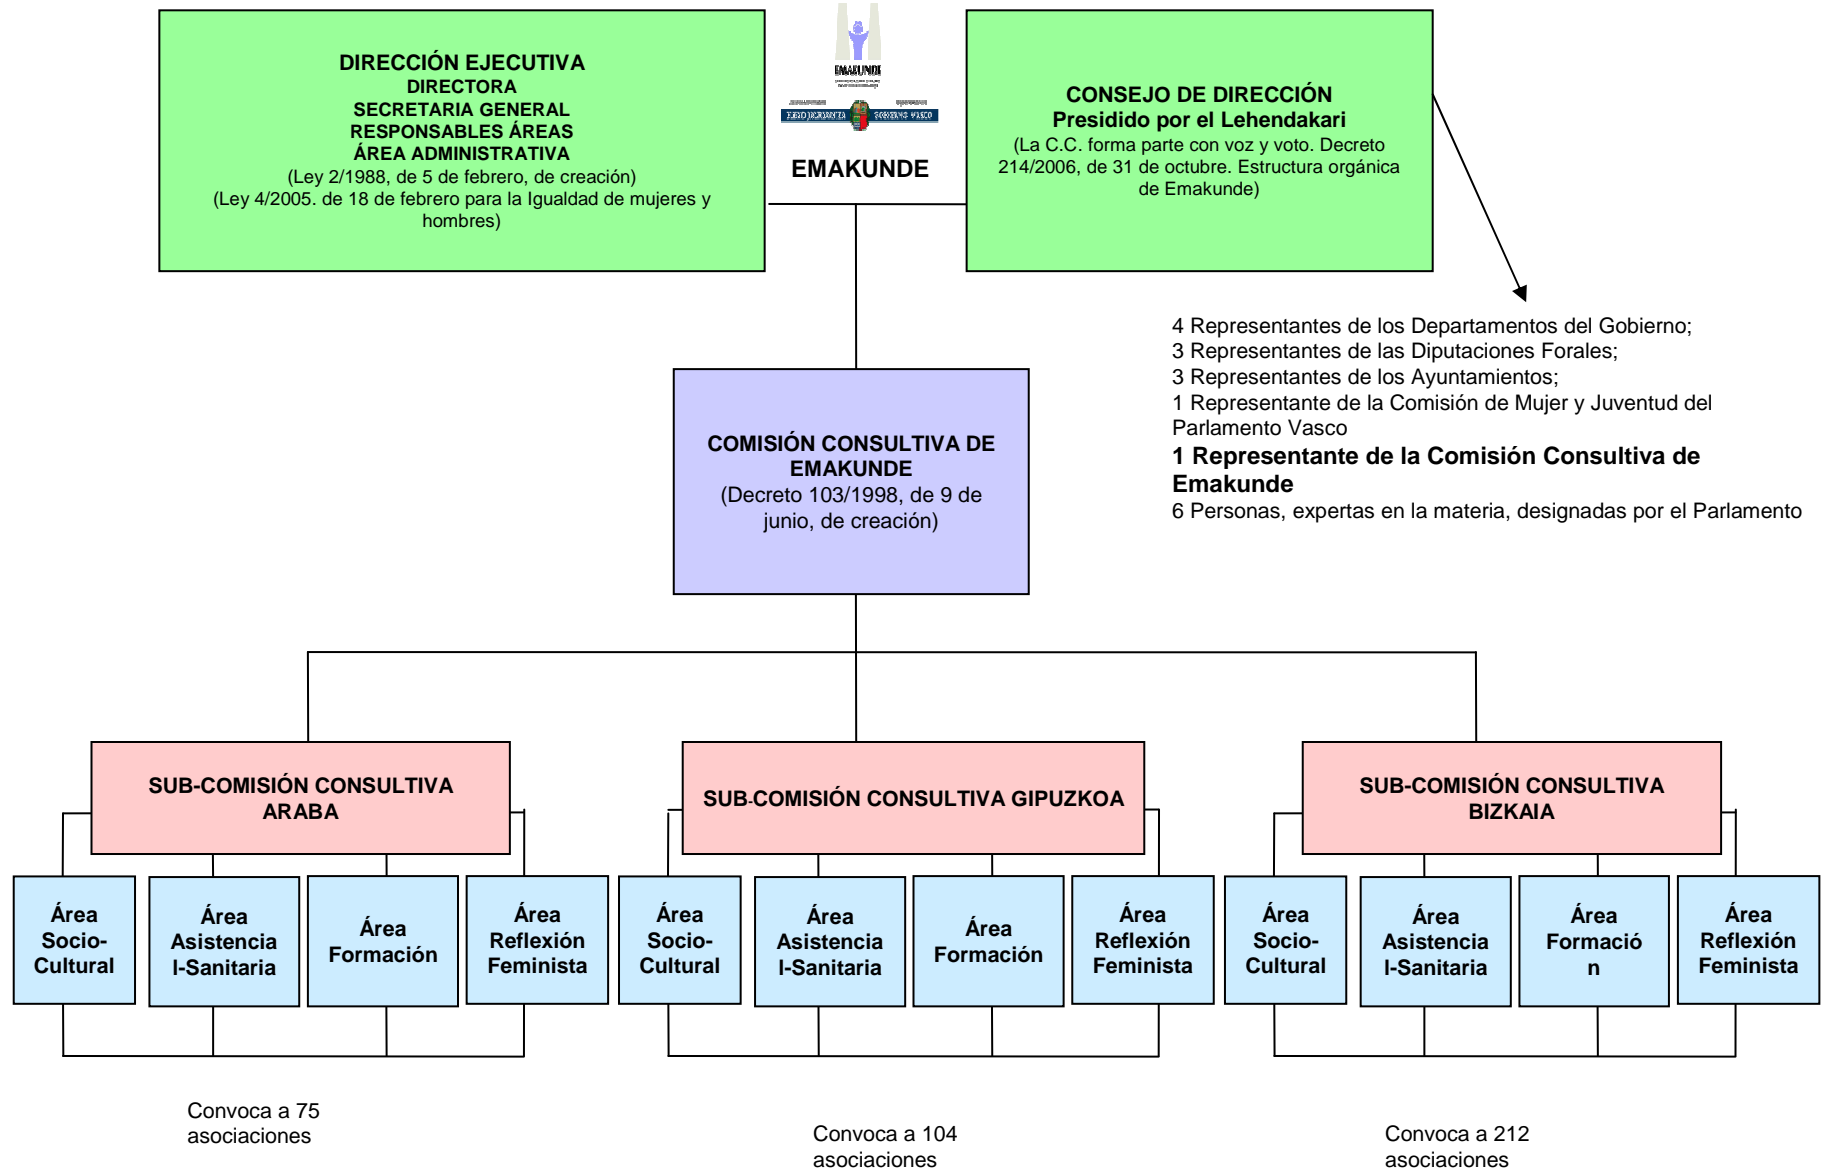 DIRECCIÓN EJECUTIVA
DIRECTORA
SECRETARIA GENERAL
RESPONSABLES ÁREAS
ÁREA ADMINISTRATIVA
(Ley 2/1988, de 5 de febrero, de creación)
(Ley 4/2005. de 18 de febrero para la Igualdad de mujeres y
hombres)
EMAKUNDE
EUSKO JAURLARITZA GOBIERNO VASCO
EMAKUNDE
CONSEJO DE DIRECCIÓN
Presidido por el Lehendakari
(La C.C. forma parte con voz y voto. Decreto
214/2006, de 31 de octubre. Estructura orgánica
de Emakunde)
4 Representantes de los Departamentos del Gobierno;
3 Representantes de las Diputaciones Forales;
3 Representantes de los Ayuntamientos;
1 Representante de la Comisión de Mujer y Juventud del
Parlamento Vasco
1 Representante de la Comisión Consultiva de
Emakunde
6 Personas, expertas en la materia, designadas por el Parlamento
COMISIÓN CONSULTIVA DE
EMAKUNDE
(Decreto 103/1998, de 9 de
junio, de creación)
SUB-COMISIÓN CONSULTIVA
ARABA
SUB-COMISIÓN CONSULTIVA GIPUZKOA
SUB-COMISIÓN CONSULTIVA
BIZKAIA
Área
Socio-
Cultural
Área
Asistencia
l-Sanitaria
Área
Formación
Área
Reflexión
Feminista
Área
Socio-
Cultural
Área
Asistencia
l-Sanitaria
Área
Formación
Área
Reflexión
Feminista
Área
Socio-
Cultural
Área
Asistencia
l-Sanitaria
Área
Formació
n
Área
Reflexión
Feminista
Convoca a 75
asociaciones
Convoca a 104
asociaciones
Convoca a 212
asociaciones